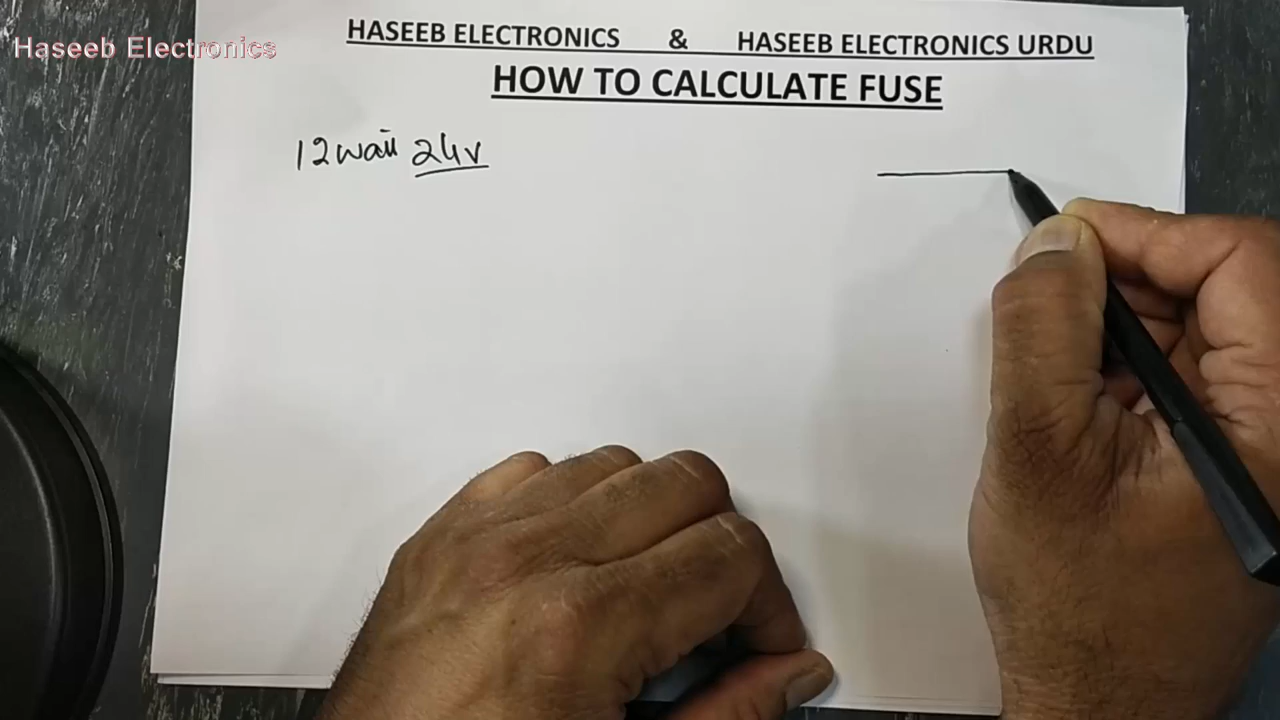 Haseeb Electronics
HASEEB ELECTRONICS & HASEEB ELECTRONICS URDU
HOW TO CALCULATE FUSE
12watt 24v